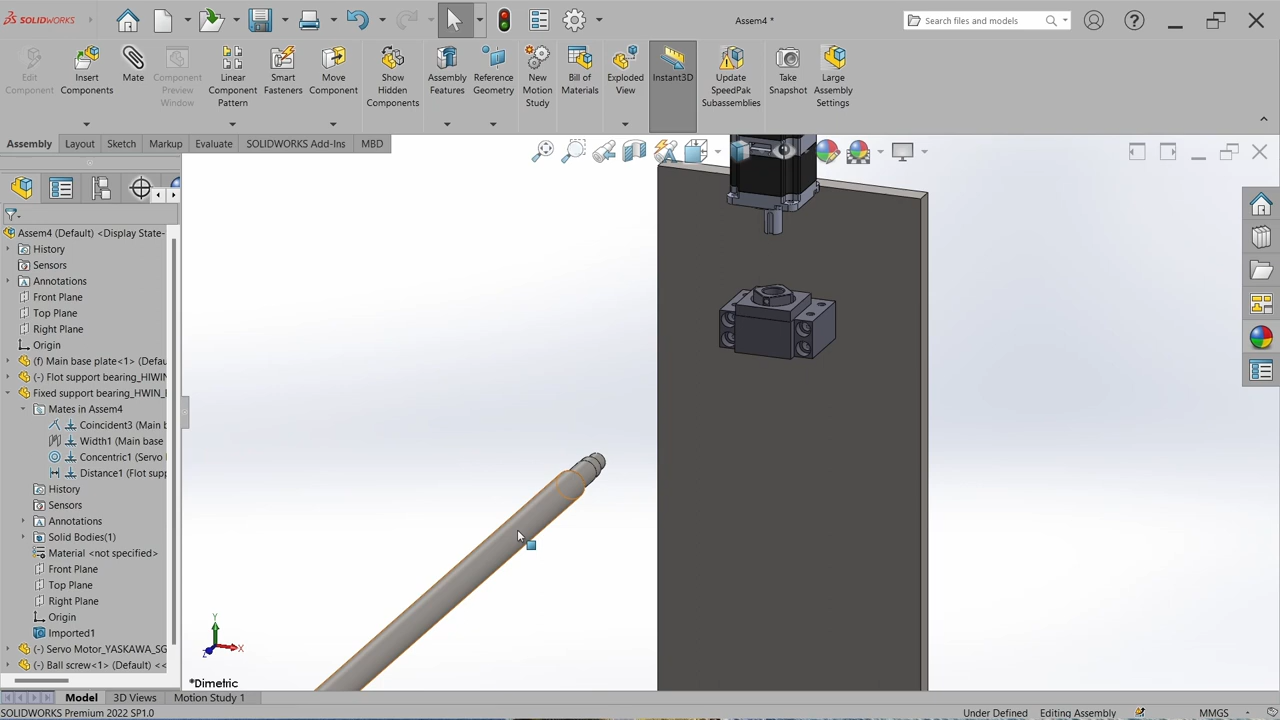 SOLIDWORKS
Assem4 *
Search files and models
Edit
Component
Insert
Components
Mate
Component
Preview
Window
Linear
Component
Pattern
Smart
Fasteners
Move
Component
Show
Hidden
Components
Assembly
Features
Reference
Geometry
New
Motion
Study
Bill of
Materials
Exploded
View
Instant3D
Update
SpeedPak
Subassemblies
Take
Snapshot
Large
Assembly
Settings
Assembly Layout Sketch Markup Evaluate SOLIDWORKS Add-Ins MBD
Assem4 (Default) <Display State-
History
Sensors
Annotations
Front Plane
Top Plane
Right Plane
Origin
(f) Main base plate<1> (Defau
(-) Flot support bearing_HIWIN
Fixed support bearing_HWIN_
Mates in Assem4
Coincident3 (Main b
Width1 (Main base
Concentric1 (Servo
Distance1 (Flot supp
History
Sensors
Annotations
Solid Bodies(1)
Material <not specified>
Front Plane
Top Plane
Right Plane
Origin
Imported1
(-) Servo Motor_YASKAWA_SG
(-) Ball screw<1> (Default) <<
Y
X
Z
*Dimetric
Model 3D Views Motion Study 1
SOLIDWORKS Premium 2022 SP1.0
Under Defined Editing Assembly MMGS